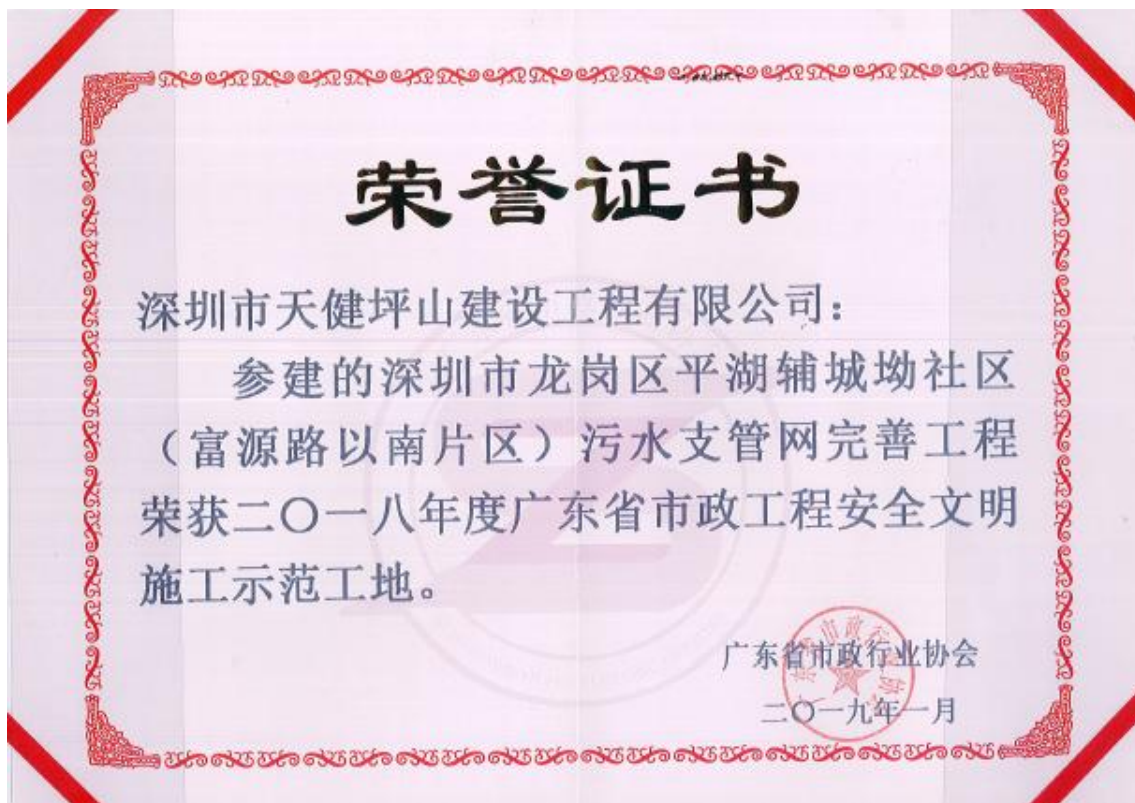 荣誉证书
深圳市天健坪山建设工程有限公司：
参建的深圳市龙岗区平湖辅城坳社区
（富源路以南片区）污水支管网完善工程
荣获二〇一八年度广东省市政工程安全文明
施工示范工地。
广东省市政行业协会
二〇一九年一月